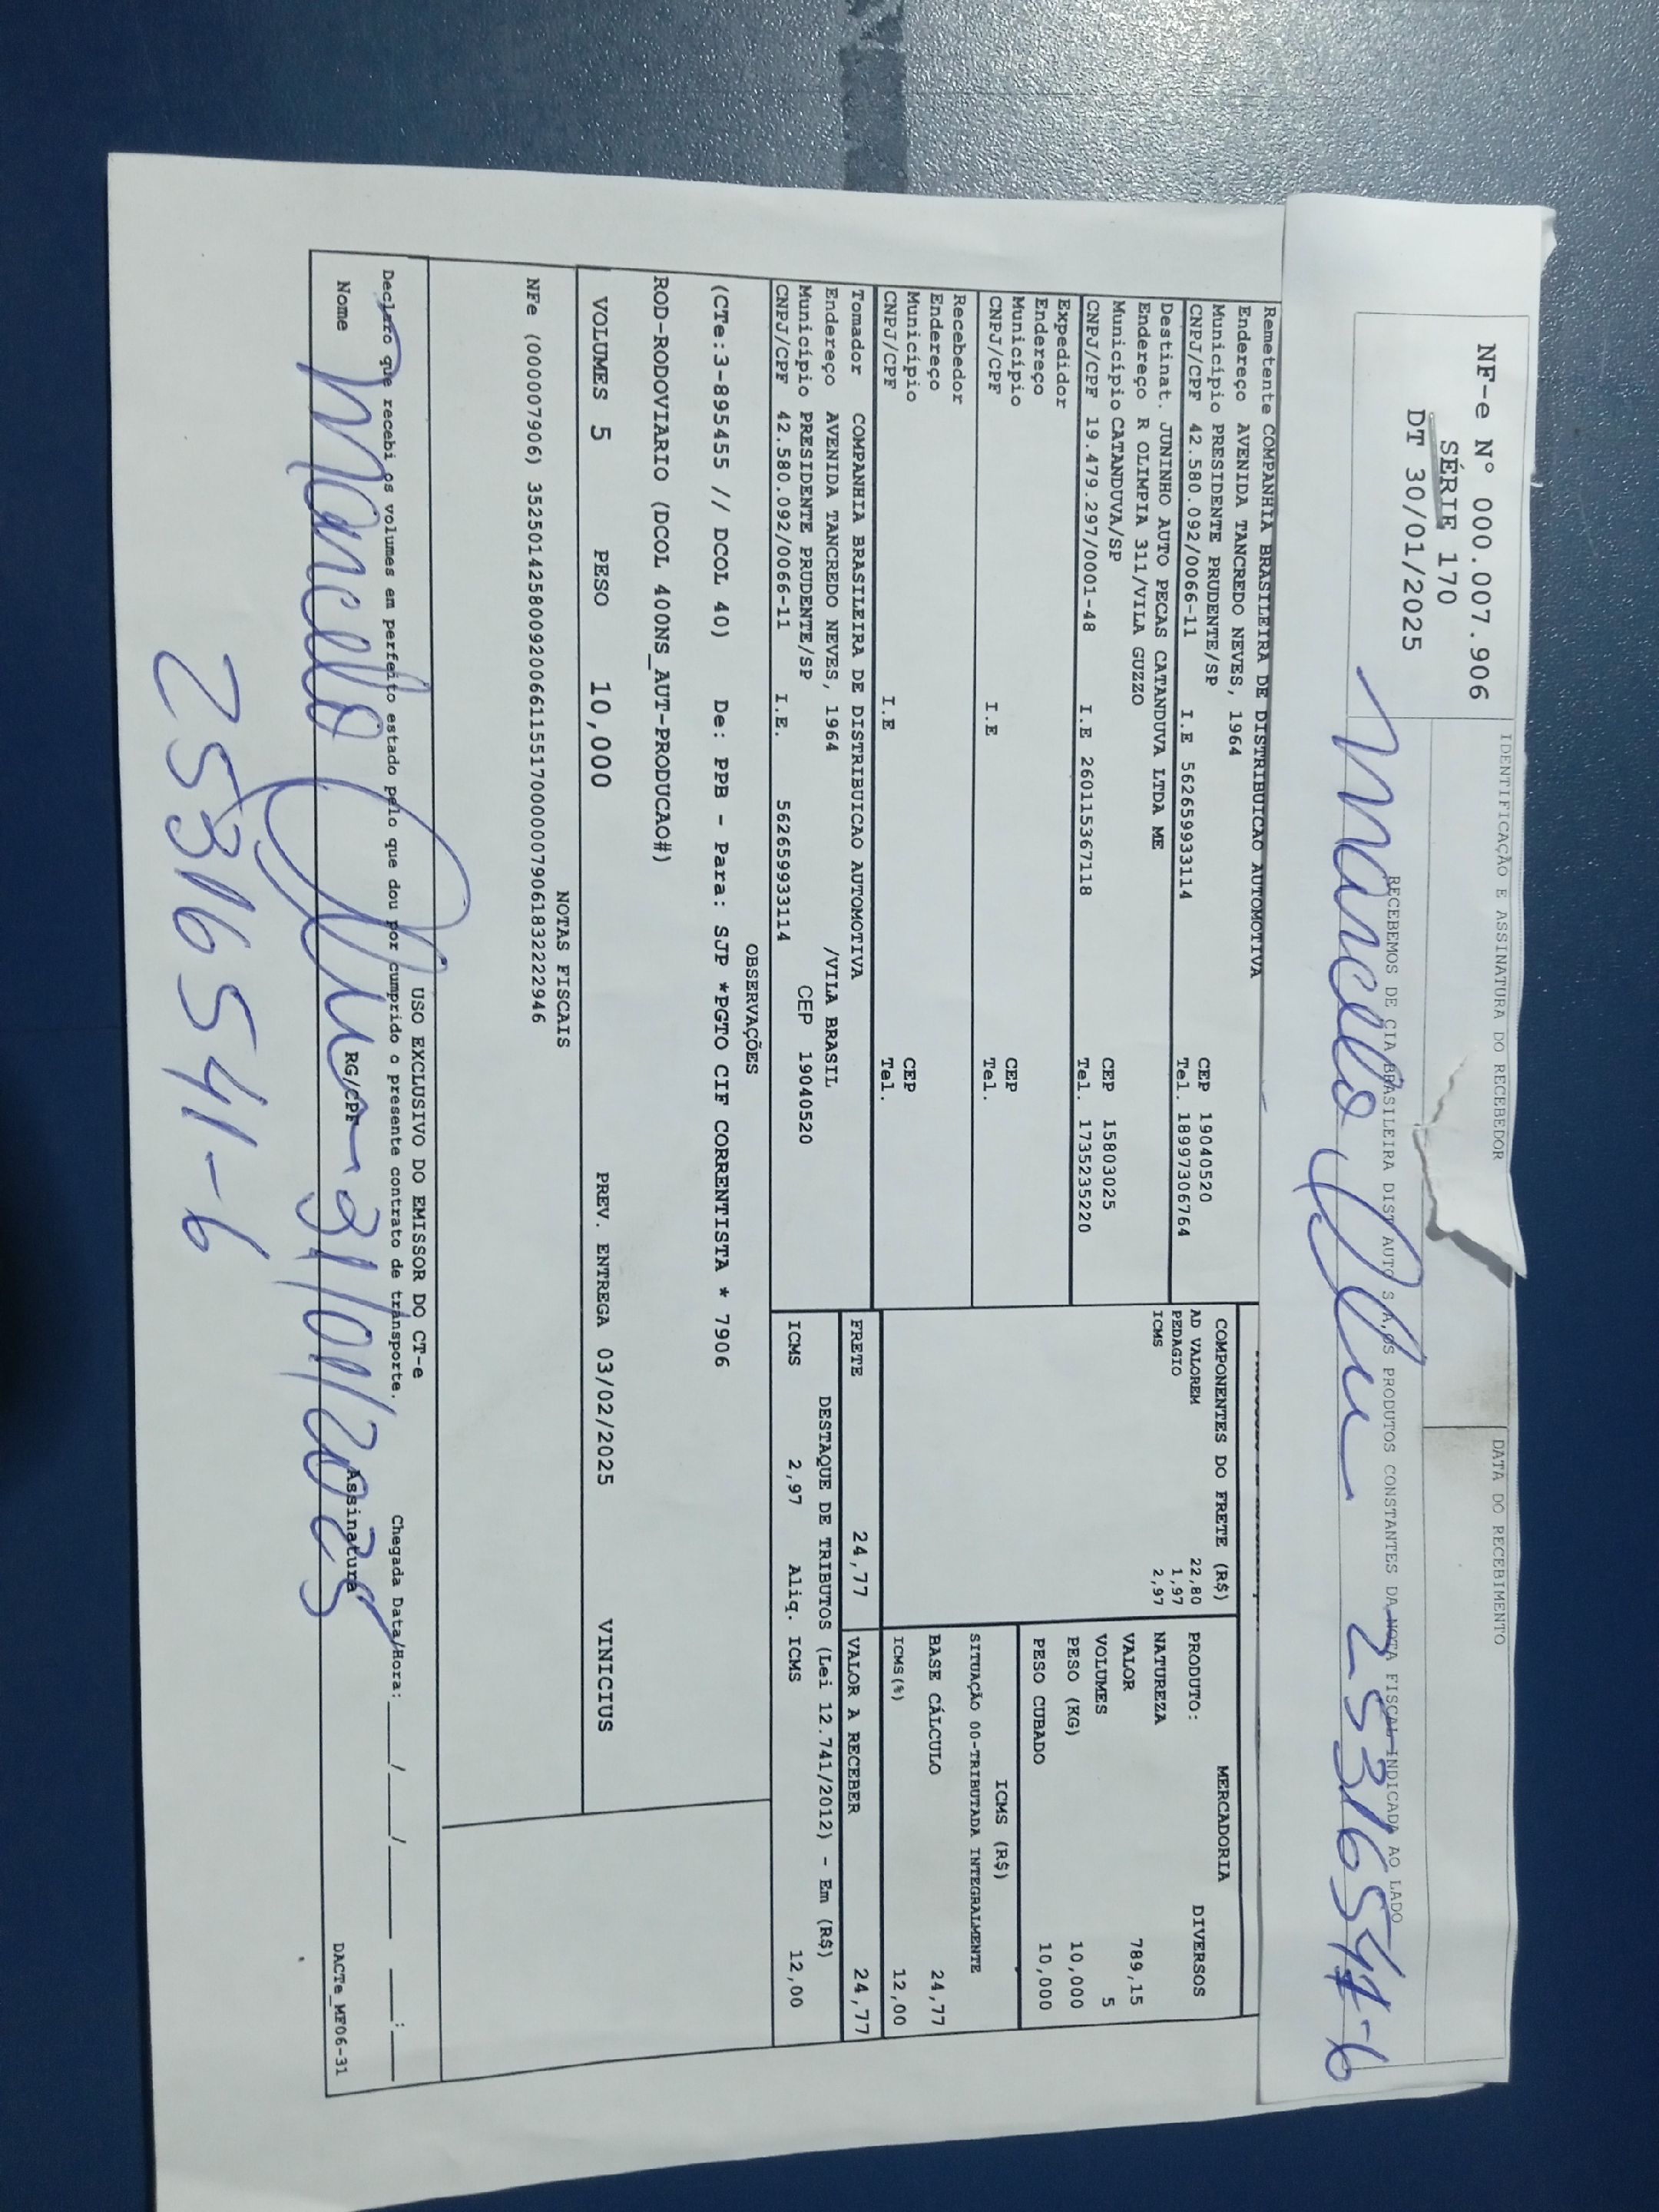 NF-e N° 000.007.906
SÉRIE 170
DT 30/01/2025
IDENTIFICAÇÃO E ASSINATURA DO RECEBEDOR
DATA DO RECEBIMENTO
RECEBEMOS DE CIA BRASILEIRA DIST AUTO S A, OS PRODUTOS CONSTANTES DA NOTA FISCAL INDICADA AO LADO
Marcello 25316541-6
Remetente COMPANHIA BRASILEIRA DE DISTRIBUICAO AUTOMOTIVA
Endereço AVENIDA TANCREDO NEVES, 1964
Município PRESIDENTE PRUDENTE/SP CEP 19040520
CNPJ/CPF 42.580.092/0066-11 I.E 562659933114 Tel. 18997306764
Destinat. JUNINHO AUTO PECAS CATANDUVA LTDA ME
Endereço R OLIMPIA 311/VILA GUZZO
Município CATANDUVA/SP CEP 15803025
CNPJ/CPF 19.479.297/0001-48 I.E 260115367118 Tel. 1735235220
Expedidor
Endereço
Município CEP
CNPJ/CPF I.E Tel.
Recebedor
Endereço
Município CEP
CNPJ/CPF I.E Tel.
Tomador COMPANHIA BRASILEIRA DE DISTRIBUICAO AUTOMOTIVA
Endereço AVENIDA TANCREDO NEVES, 1964 /VILA BRASIL
Município PRESIDENTE PRUDENTE/SP CEP 19040520
CNPJ/CPF 42.580.092/0066-11 I.E. 562659933114
COMPONENTES DO FRETE (R$)
AD VALOREM 22,80
PEDAGIO 1,97
ICMS 2,97
MERCADORIA
PRODUTO: DIVERSOS
NATUREZA
VALOR 789,15
VOLUMES 5
PESO (KG) 10,000
PESO CUBADO 10,000
ICMS (R$)
SITUAÇÃO 00-TRIBUTADA INTEGRALMENTE
BASE CÁLCULO 24,77
ICMS(%) 12,00
FRETE 24,77
VALOR A RECEBER 24,77
DESTAQUE DE TRIBUTOS (Lei 12.741/2012) - Em (R$)
ICMS 2,97 Aliq. ICMS 12,00
OBSERVAÇÕES
(CTe:3-895455 // DCOL 40) De: PPB - Para: SJP *PGTO CIF CORRENTISTA * 7906
ROD-RODOVIARIO (DCOL 400NS_AUT-PRODUCAO#)
VOLUMES 5 PESO 10,000 PREV. ENTREGA 03/02/2025 VINICIUS
NOTAS FISCAIS
NFe (000007906) 35250142580092006611551700000079061832222946
USO EXCLUSIVO DO EMISSOR DO CT-e
Declaro que recebi os volumes em perfeito estado pelo que dou por cumprido o presente contrato de transporte. Chegada Data/Hora:____/____/____ ___:___
Nome RG/CPF Assinatura DACTe_MF06-31
Marcello 31/01/2025
25316541-6